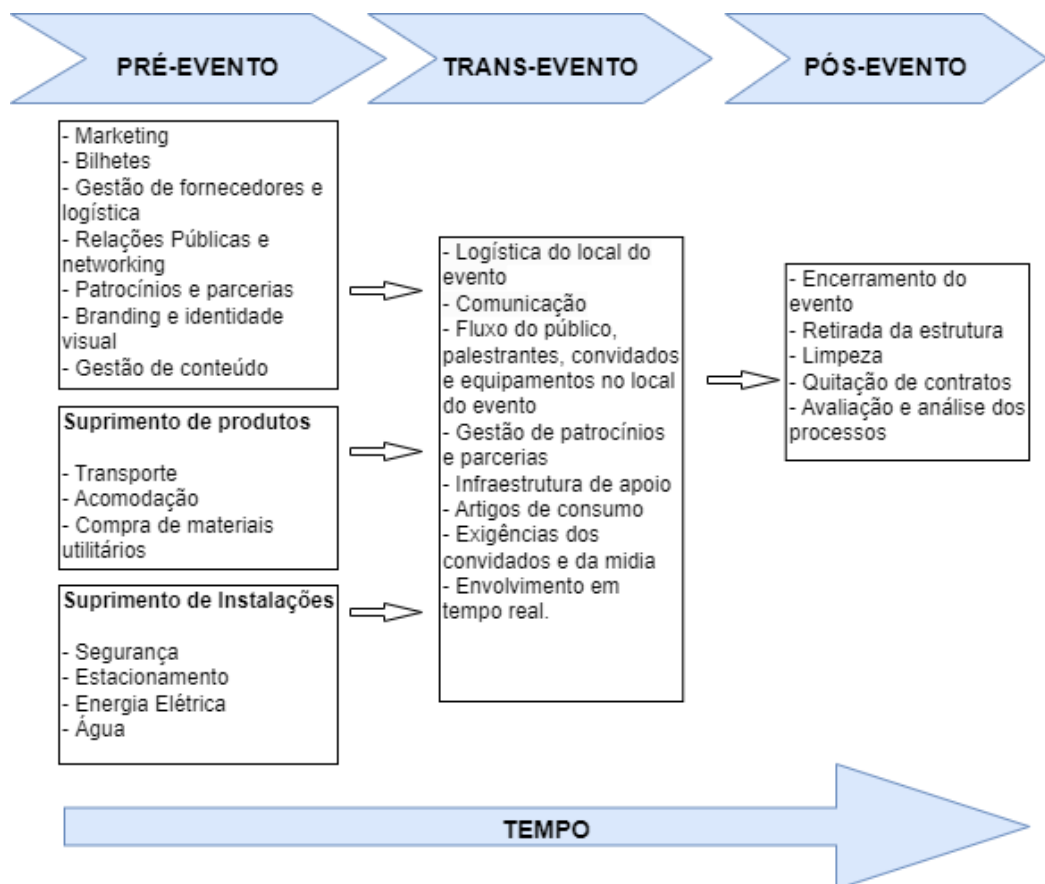 PRÉ-EVENTO
TRANS-EVENTO
PÓS-EVENTO
- Marketing
- Bilhetes
- Gestão de fornecedores e
logística
- Relações Públicas e
networking
- Patrocínios e parcerias
- Branding e identidade
visual
- Gestão de conteúdo
Suprimento de produtos
- Transporte
- Acomodação
- Compra de materiais
utilitários
Suprimento de Instalações
- Segurança
- Estacionamento
- Energia Elétrica
- Água
- Logística do local do
evento
- Comunicação
- Fluxo do público,
palestrantes, convidados
e equipamentos no local
do evento
- Gestão de patrocínios
e parcerias
- Infraestrutura de apoio
- Artigos de consumo
- Exigências dos
convidados e da midia
- Envolvimento em
tempo real.
- Encerramento do
evento
- Retirada da estrutura
- Limpeza
- Quitação de contratos
- Avaliação e análise dos
processos
TEMPO